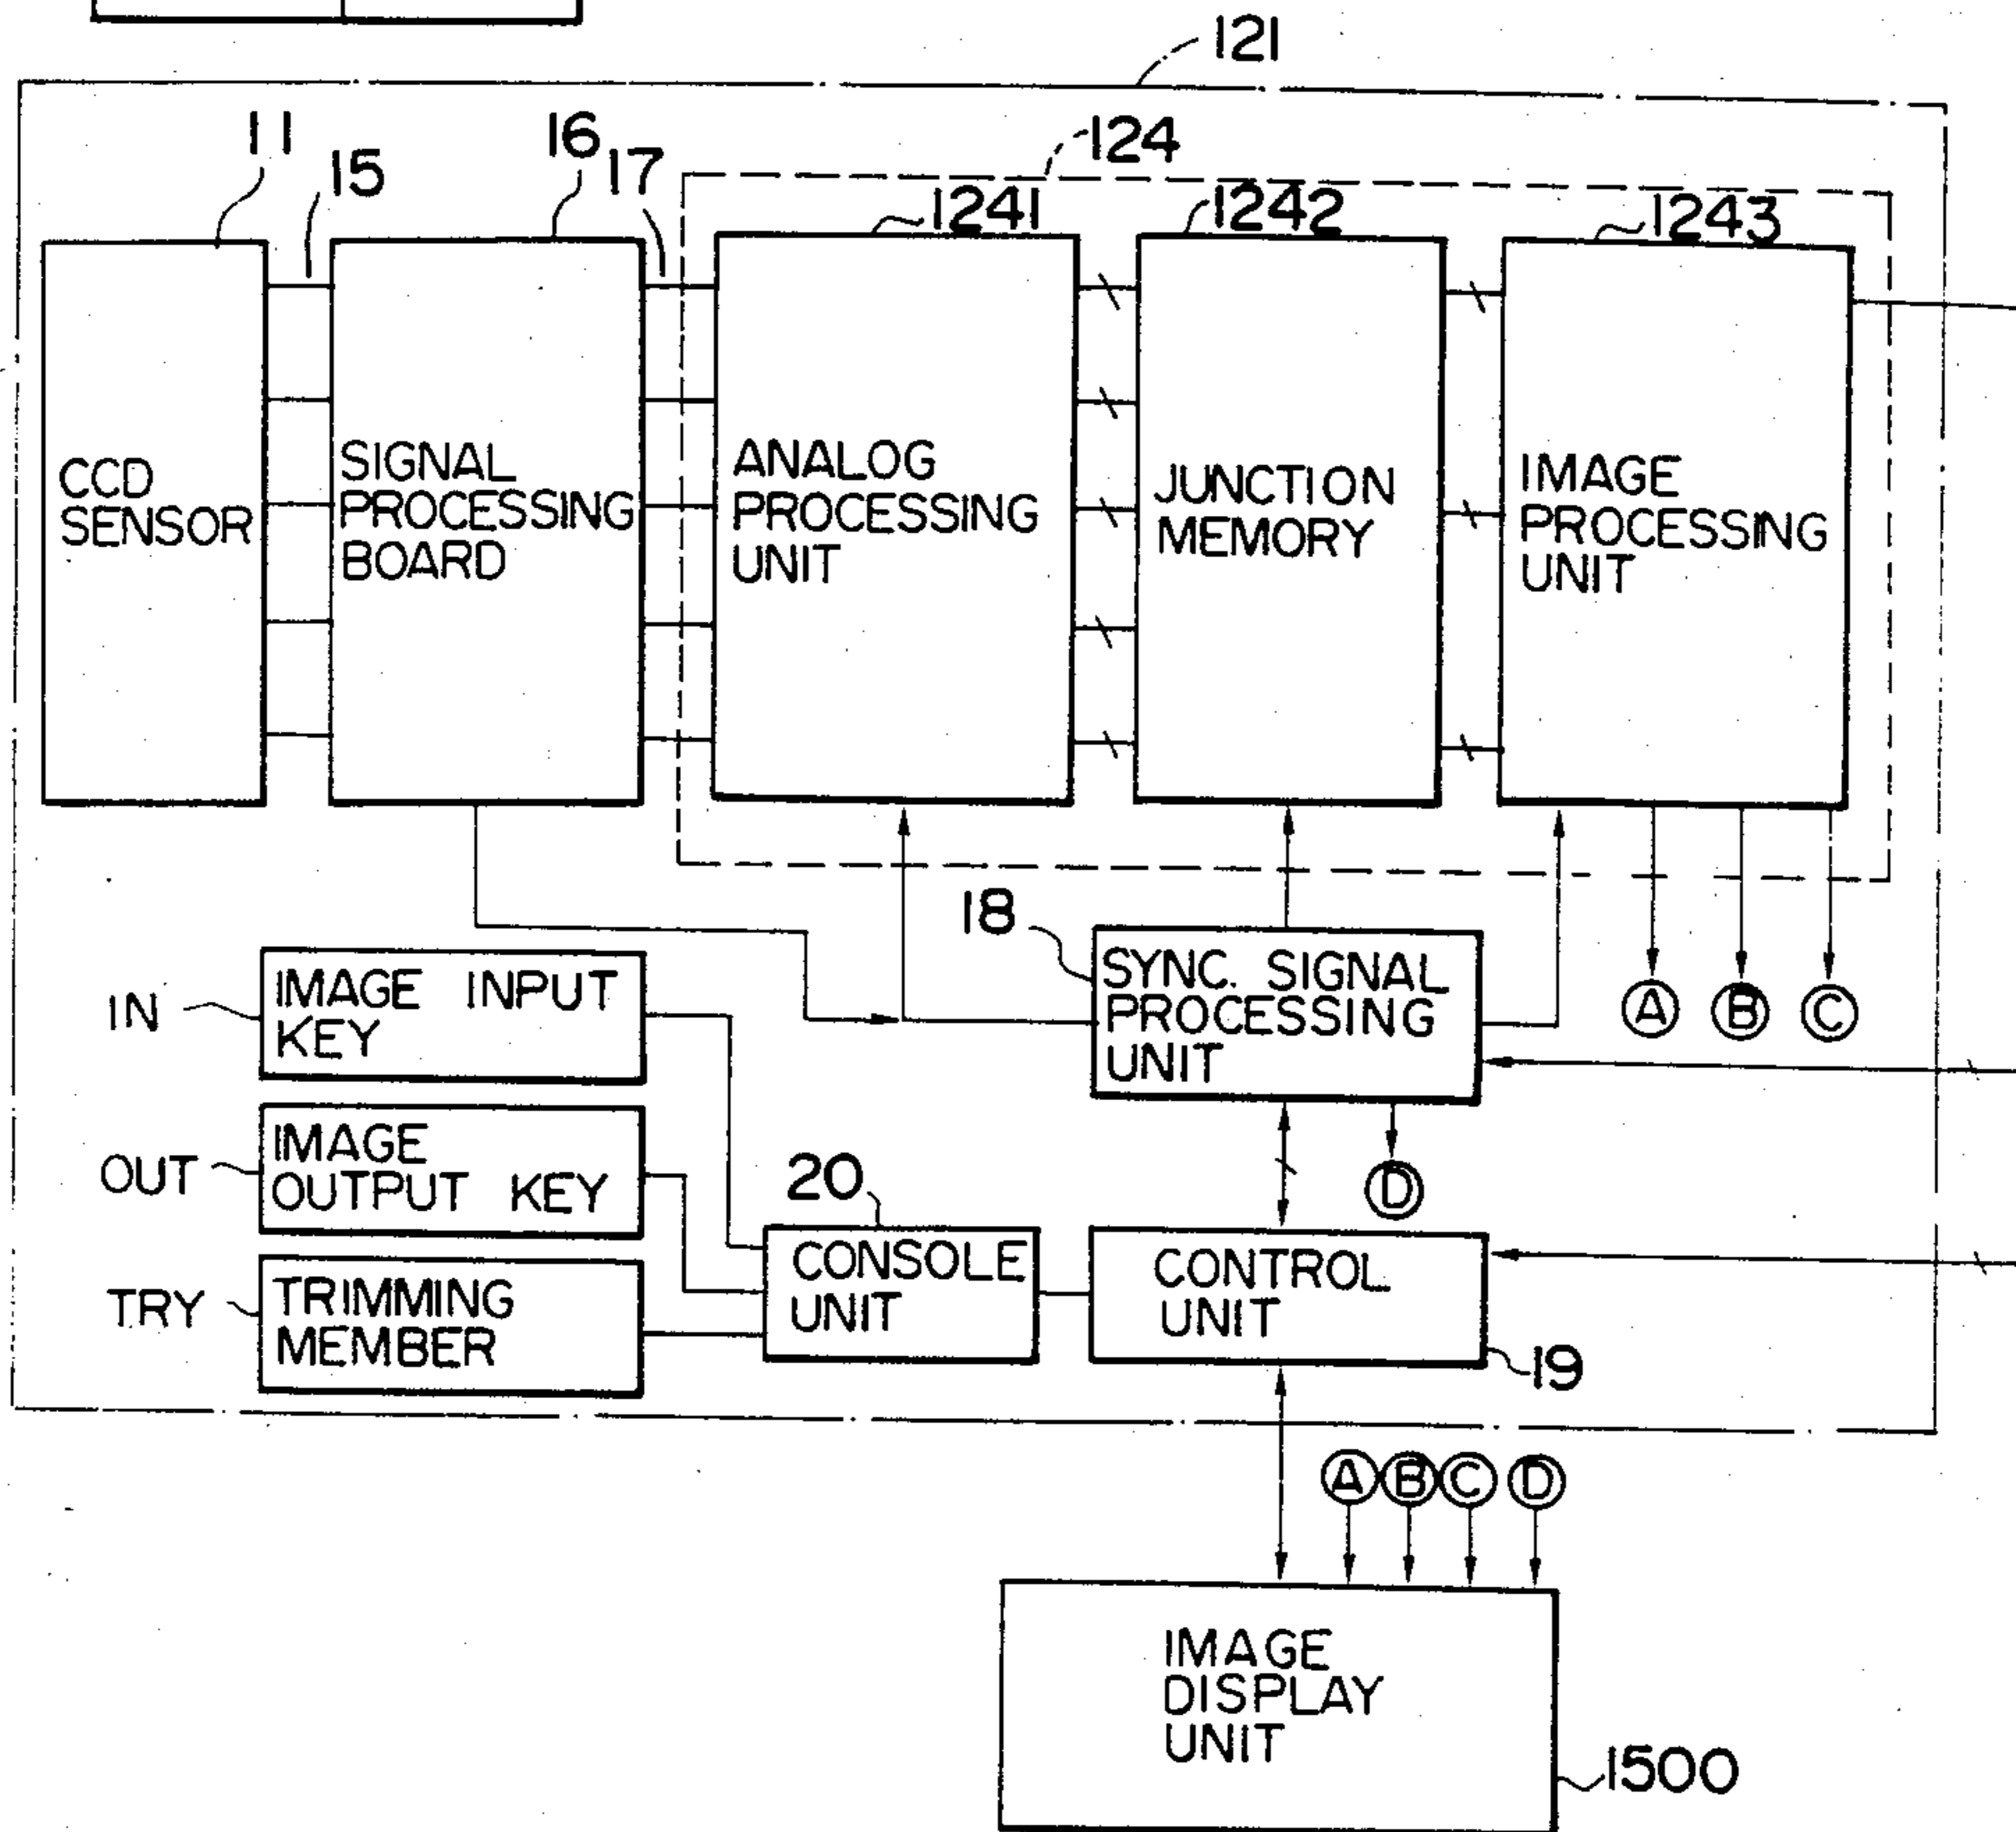 121
124
11
15
16
17
1241
1242
1243
CCD
SENSOR
SIGNAL
PROCESSING
BOARD
ANALOG
PROCESSING
UNIT
JUNCTION
MEMORY
IMAGE
PROCESSING
UNIT
18
SYNC. SIGNAL
PROCESSING
UNIT
A
B
C
IN
IMAGE INPUT
KEY
OUT
IMAGE
OUTPUT KEY
D
20
TRY
TRIMMING
MEMBER
CONSOLE
UNIT
CONTROL
UNIT
19
A
B
C
D
IMAGE
DISPLAY
UNIT
1500